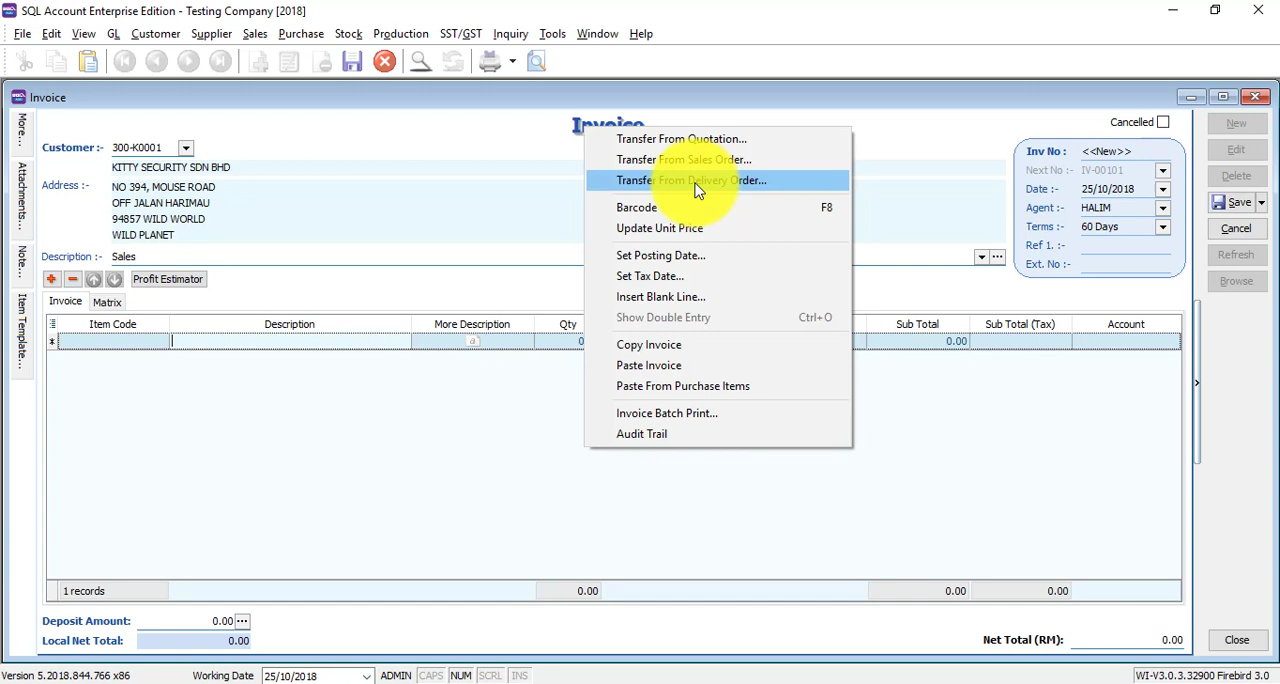 SQL Account Enterprise Edition - Testing Company [2018]
File Edit View GL Customer Supplier Sales Purchase Stock Production SST/GST Inquiry Tools Window Help
Invoice
More...
Attachments:...
Note...
Item Template...
Invoice
Cancelled
Customer :- 300-K0001
KITTY SECURITY SDN BHD
Address :- NO 394, MOUSE ROAD
OFF JALAN HARIMAU
94857 WILD WORLD
WILD PLANET
Description :- Sales
Inv No : <<New>>
Next No :- IV-00101
Date :- 25/10/2018
Agent :- HALIM
Terms :- 60 Days
Ref 1. :-
Ext. No :-
New
Edit
Delete
Save
Cancel
Refresh
Browse
Transfer From Quotation...
Transfer From Sales Order...
Transfer From Delivery Order...
Barcode F8
Update Unit Price
Set Posting Date...
Set Tax Date...
Insert Blank Line...
Show Double Entry Ctrl+O
Copy Invoice
Paste Invoice
Paste From Purchase Items
Invoice Batch Print...
Audit Trail
Profit Estimator
Invoice Matrix
Item Code Description More Description Qty Sub Total Sub Total (Tax) Account
0 0.00
1 records 0.00 0.00 0.00
Deposit Amount: 0.00
Local Net Total: 0.00
Net Total (RM): 0.00
Close
Version 5.2018.844.766 x86 Working Date 25/10/2018 ADMIN CAPS NUM SCRL INS WI-V3.0.3.32900 Firebird 3.0